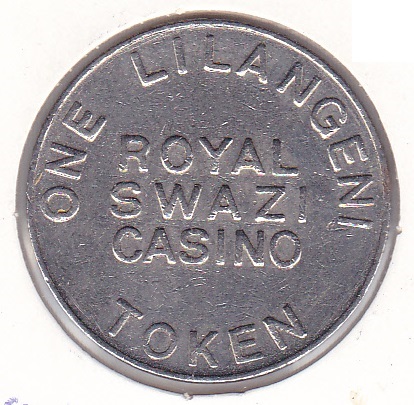 ONE LILANGENI
ROYAL
SWAZI
CASINO
TOKEN